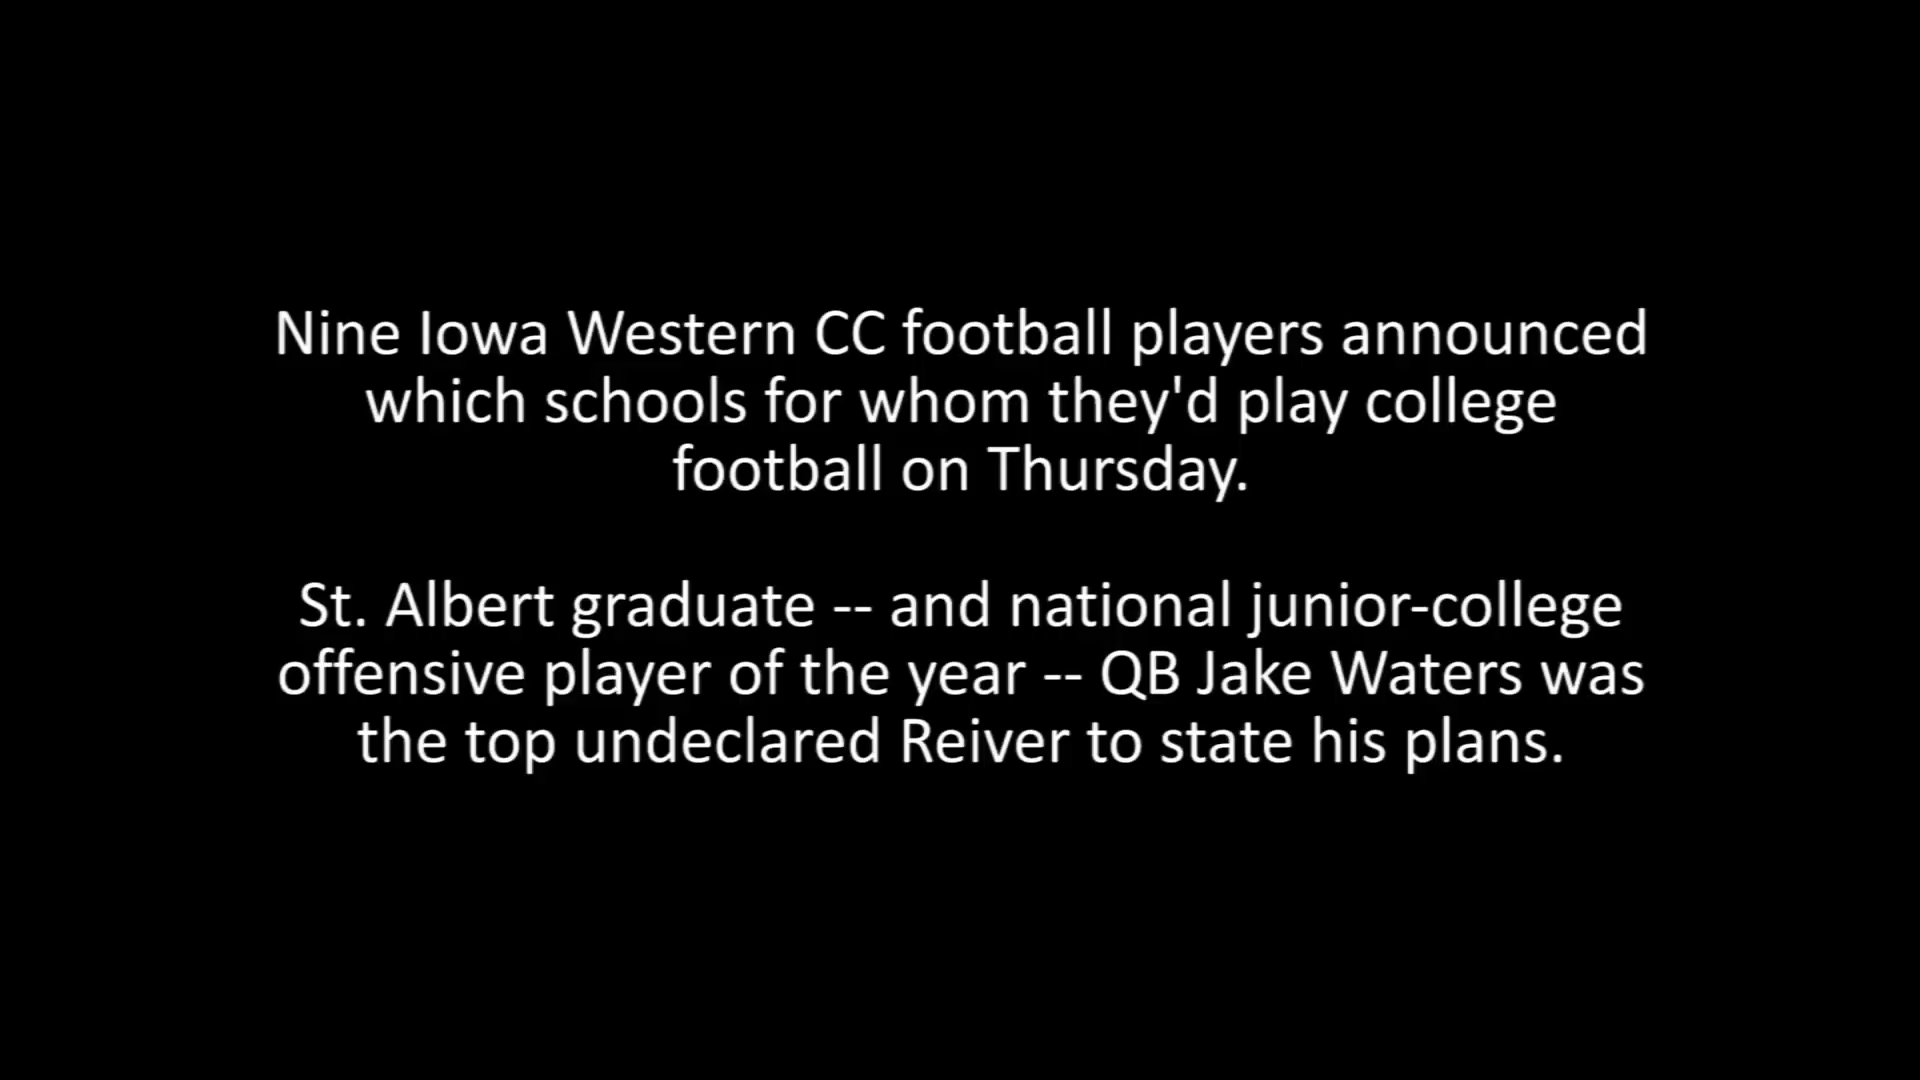 Nine Iowa Western CC football players announced
which schools for whom they'd play college
football on Thursday.
St. Albert graduate -- and national junior-college
offensive player of the year -- QB Jake Waters was
the top undeclared Reiver to state his plans.